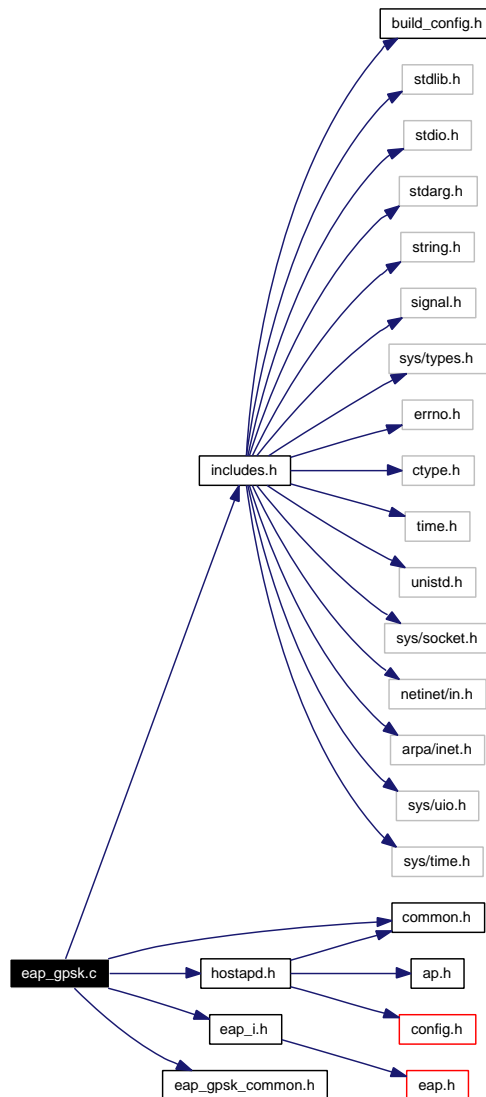 build_config.h
stdlib.h
stdio.h
stdarg.h
string.h
signal.h
sys/types.h
errno.h
includes.h
ctype.h
time.h
unistd.h
sys/socket.h
netinet/in.h
arpa/inet.h
sys/uio.h
sys/time.h
common.h
eap_gpsk.c
hostapd.h
ap.h
eap_i.h
config.h
eap_gpsk_common.h
eap.h